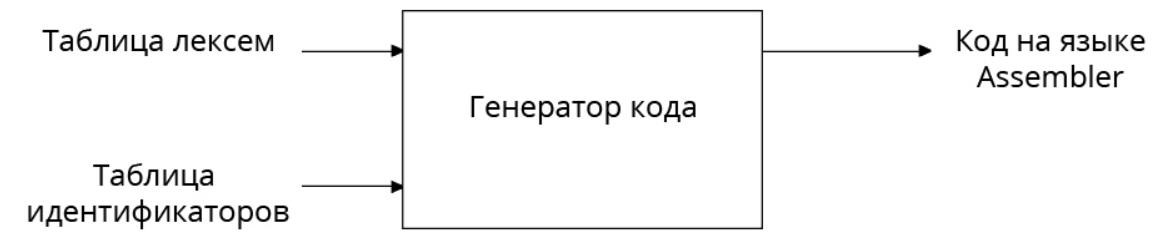 Таблица лексем
Код на языке
Assembler
Генератор кода
Таблица
идентификаторов